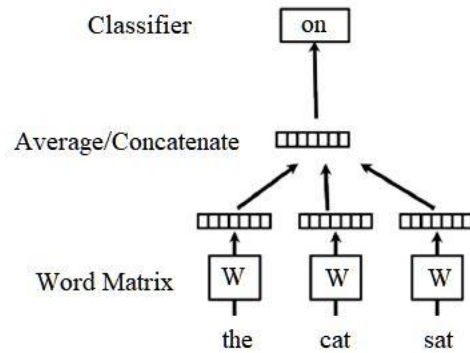 Classifier on
Average/Concatenate
Word Matrix W W W
the cat sat